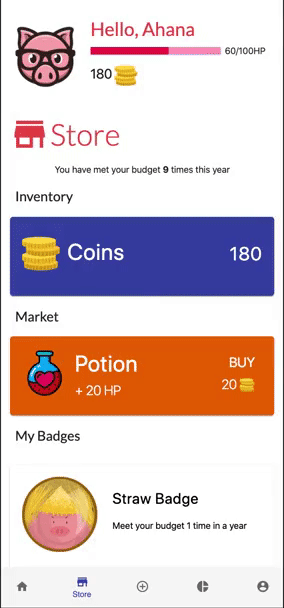 Hello, Ahana
60/100HP
180
Store
You have met your budget 9 times this year
Inventory
Coins 180
Market
Potion BUY
+ 20 HP 20
My Badges
Straw Badge
Meet your budget 1 time in a year
Store